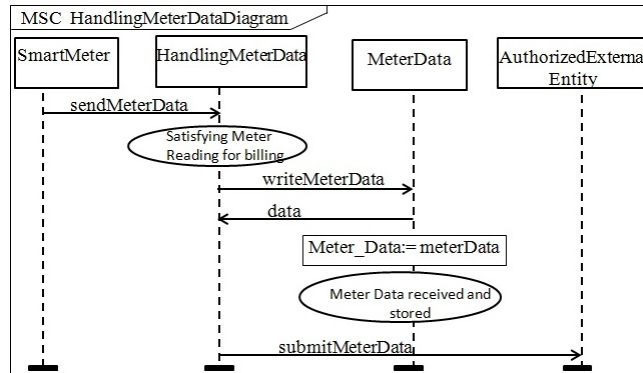 MSC HandlingMeterDataDiagram
SmartMeter
HandlingMeterData
MeterData
AuthorizedExterna
Entity
sendMeterData
Satisfying Meter
Reading for billing
writeMeterData
data
Meter_Data:= meterData
Meter Data received and
stored
submitMeterData